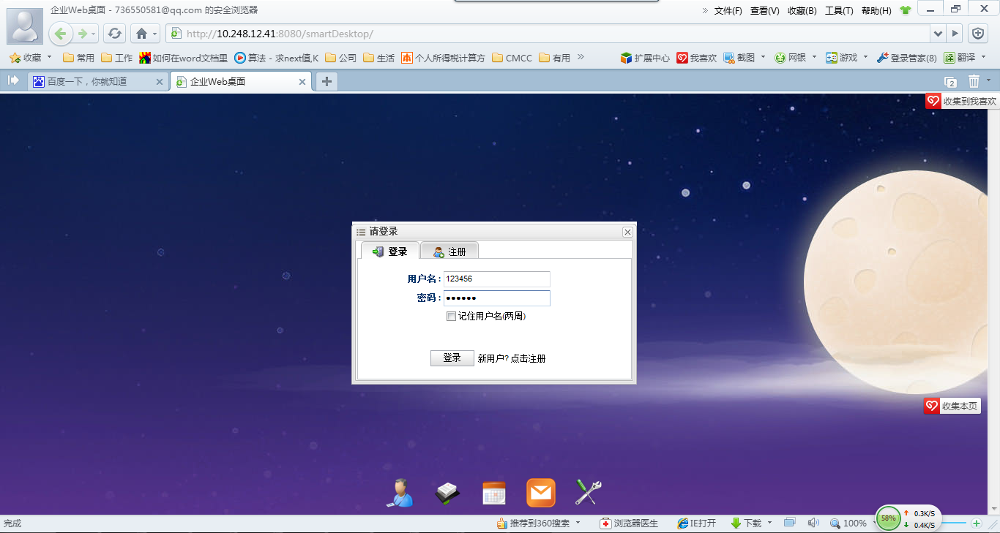 企业Web桌面 - 736550581@qq.com 的安全浏览器
» 文件(F) 查看(V) 收藏(B) 工具(T) 帮助(H)
http://10.248.12.41:8080/smartDesktop/
收藏 常用 工作 如何在word文档里 算法 - 求next值,K 公司 生活 个人所得税计算方 CMCC 有用 » 扩展中心 我喜欢 截图 网银 游戏 登录管家(8) 译 翻译
百度一下，你就知道 企业Web桌面 2
收集到我喜欢
请登录
登录 注册
用户名: 123456
密码: ●●●●●●
记住用户名(两周)
登录 新用户? 点击注册
收集本页
完成 推荐到360搜索 浏览器医生 IE打开 下载 100% 58% 0.3K/S
0.4K/S